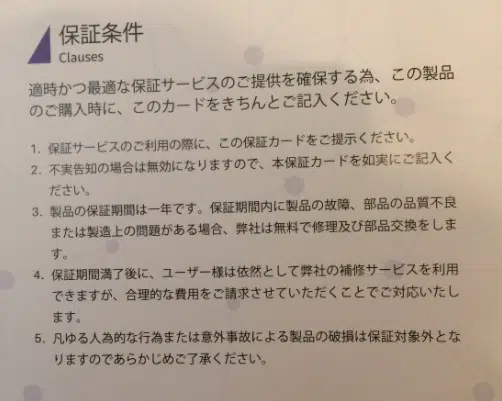 保証条件
Clauses
適時かつ最適な保証サービスのご提供を確保する為、この製品
のご購入時に、このカードをきちんとご記入ください。
1. 保証サービスのご利用の際に、この保証カードをご提示ください。
2. 不実告知の場合は無効になりますので、本保証カードを如実にご記入く
ださい。
3. 製品の保証期間は一年です。保証期間内に製品の故障、部品の品質不良
または製造上の問題がある場合、弊社は無料で修理及び部品交換をしま
す。
4. 保証期間満了後に、ユーザー様は依然として弊社の補修サービスを利用
できますが、合理的な費用をご請求させていただくことでご対応いたし
ます。
5. 凡ゆる人為的な行為または意外事故による製品の破損は保証対象外とな
りますのであらかじめご了承ください。